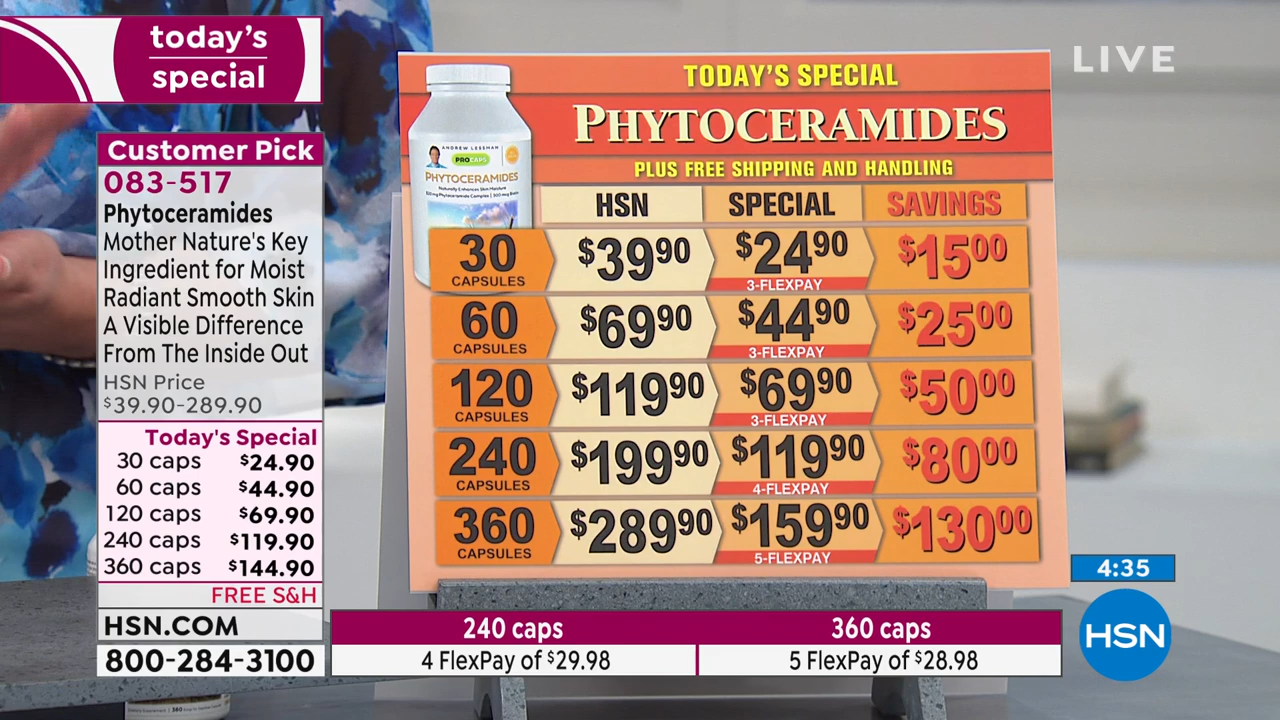 today's
special
Customer Pick
083-517
Phytoceramides
Mother Nature's Key
Ingredient for Moist
Radiant Smooth Skin
A Visible Difference
From The Inside Out
HSN Price
$39.90-289.90
Today's Special
30 caps $24.90
60 caps $44.90
120 caps $69.90
240 caps $119.90
360 caps $144.90
FREE S&H
HSN.COM
800-284-3100
LIVE
TODAY'S SPECIAL
PHYTOCERAMIDES
PLUS FREE SHIPPING AND HANDLING
ANDREW LESSMAN
PROCAPS
PHYTOCERAMIDES
Naturally Enhances Skin Moisture
HSN SPECIAL SAVINGS
30 CAPSULES $39.90 $24.90 $15.00
3-FLEXPAY
60 CAPSULES $69.90 $44.90 $25.00
3-FLEXPAY
120 CAPSULES $119.90 $69.90 $50.00
3-FLEXPAY
240 CAPSULES $199.90 $119.90 $80.00
4-FLEXPAY
360 CAPSULES $289.90 $159.90 $130.00
5-FLEXPAY
4:35
HSN
240 caps 360 caps
4 FlexPay of $29.98 5 FlexPay of $28.98